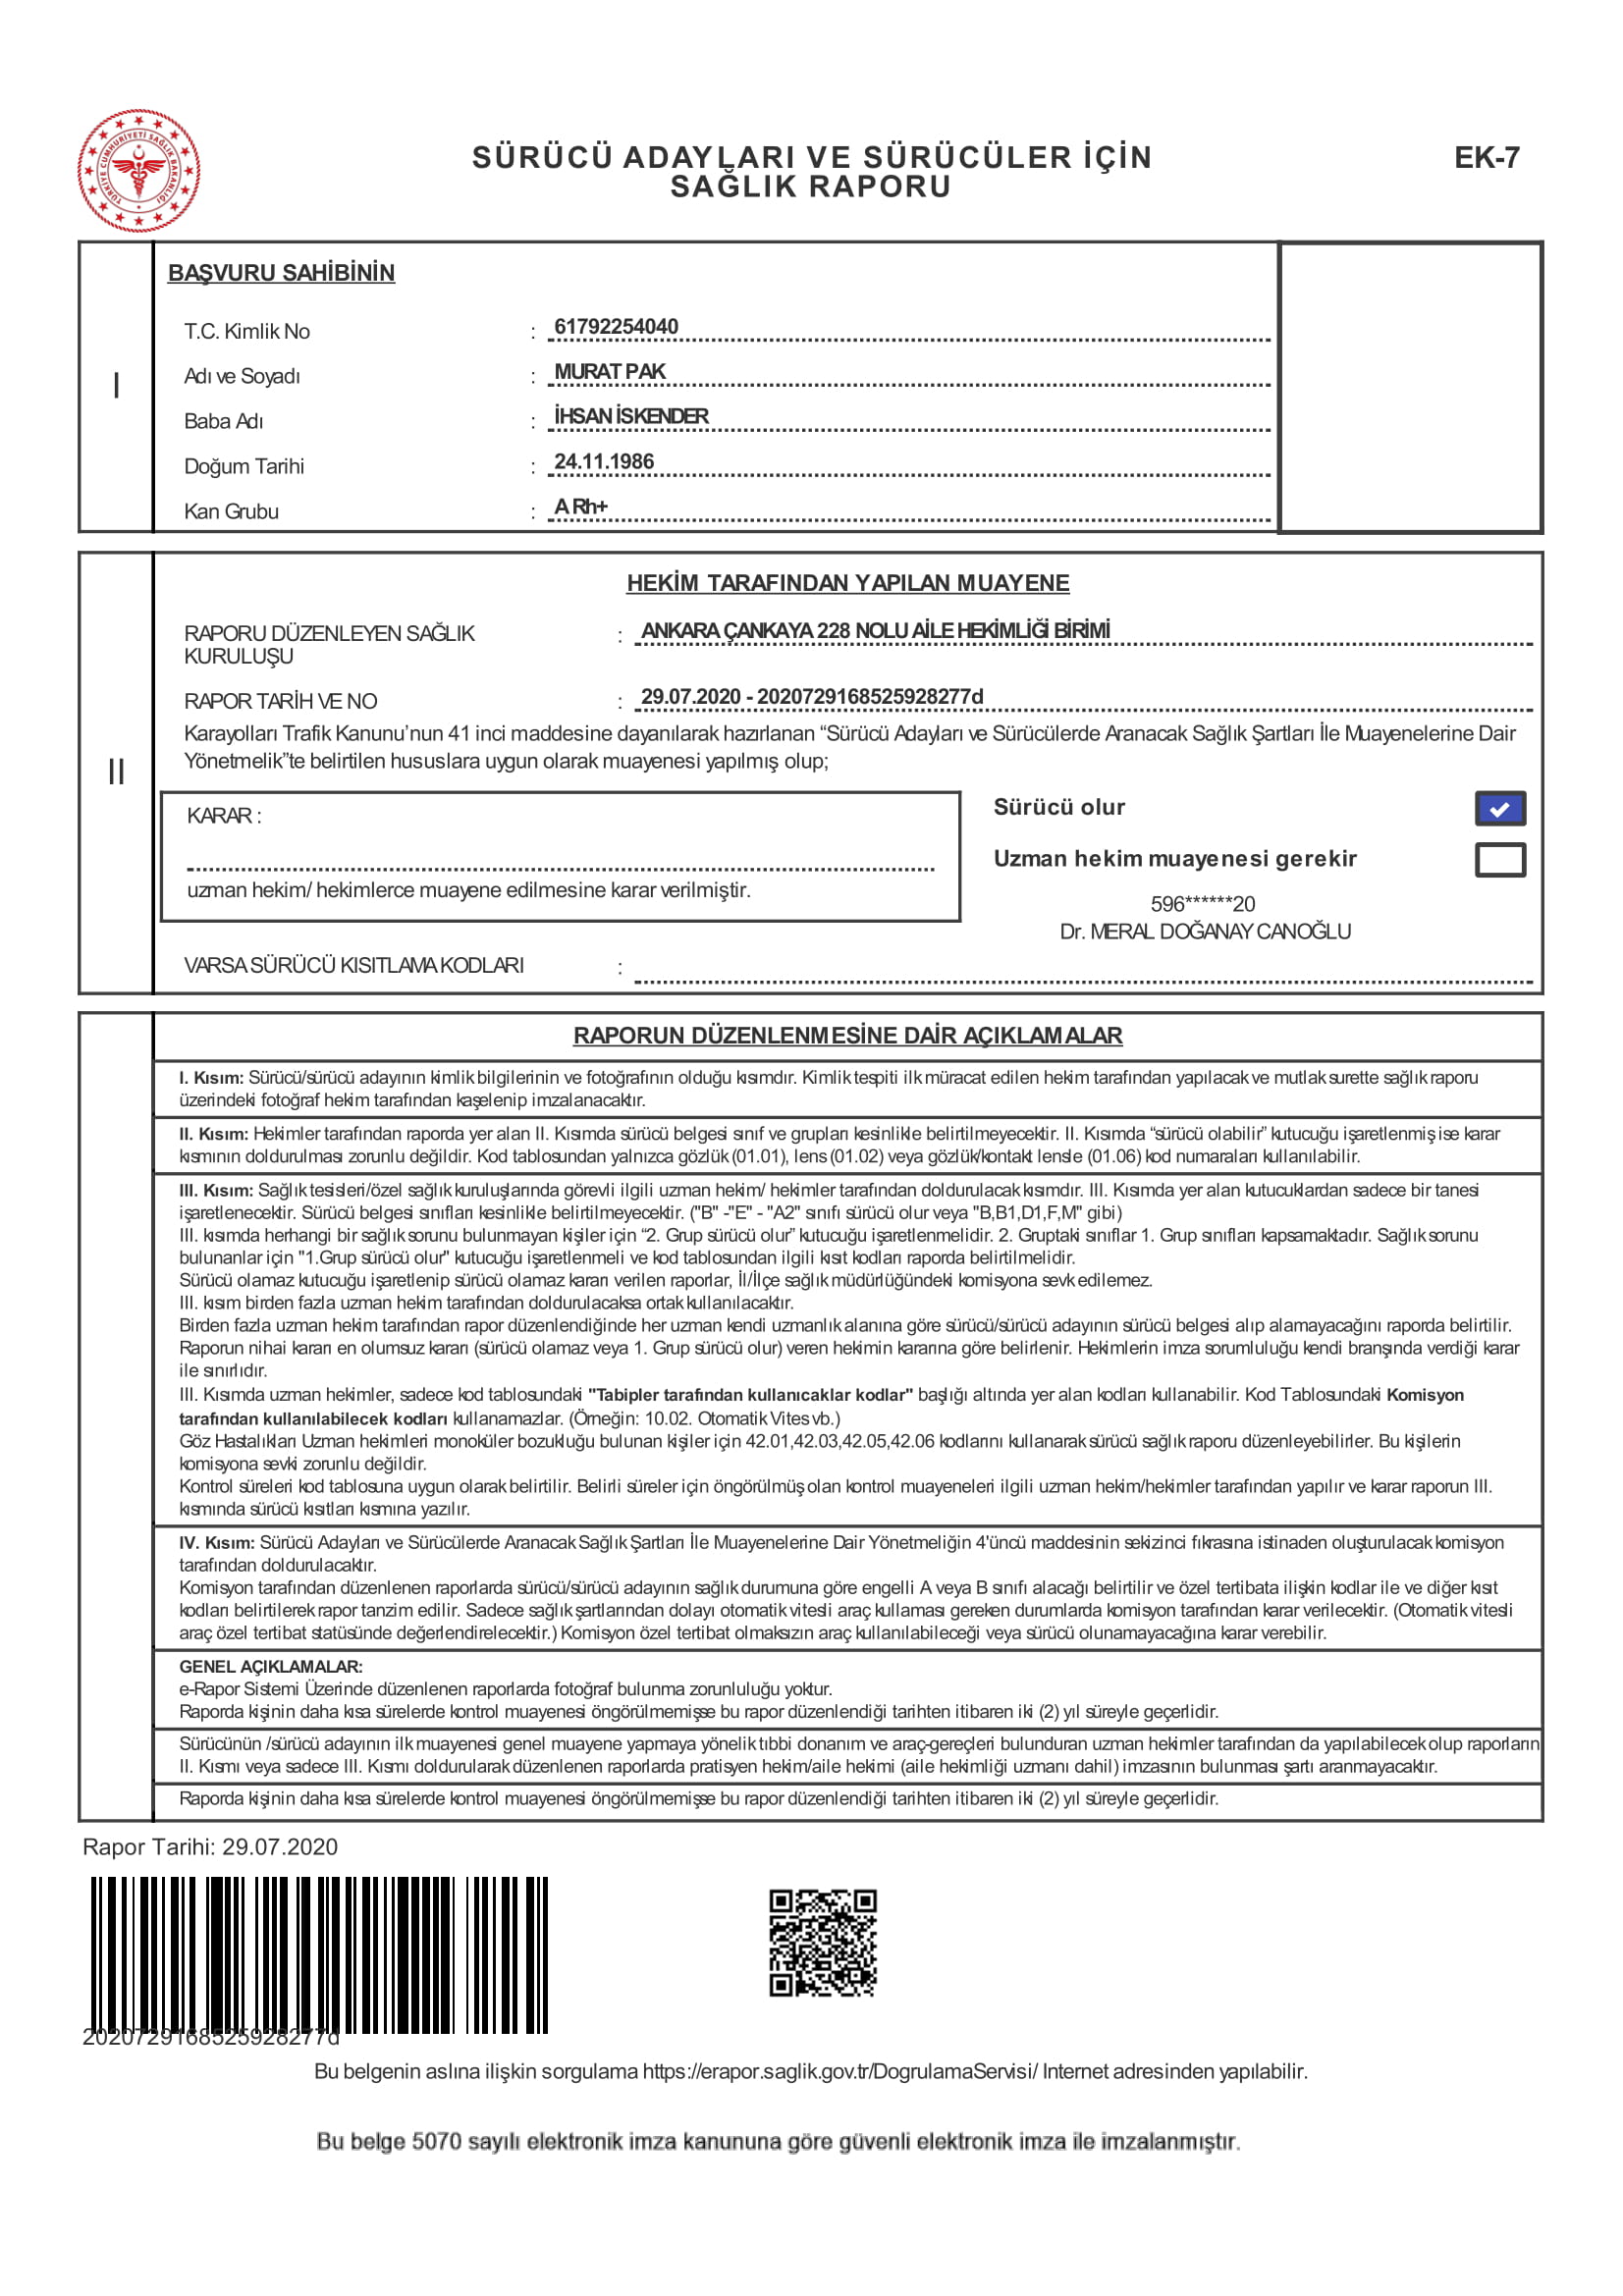 TÜRKİYE CUMHURİYETİ SAĞLIK BAKANLIĞI
SÜRÜCÜ ADAYLARI VE SÜRÜCÜLER İÇİN
SAĞLIK RAPORU
EK-7
I
BAŞVURU SAHİBİNİN
T.C. Kimlik No : 61792254040
Adı ve Soyadı : MURAT PAK
Baba Adı : İHSAN İSKENDER
Doğum Tarihi : 24.11.1986
Kan Grubu : A Rh+
II
HEKİM TARAFINDAN YAPILAN MUAYENE
RAPORU DÜZENLEYEN SAĞLIK
KURULUŞU : ANKARA ÇANKAYA 228 NOLU AİLE HEKİMLİĞİ BİRİMİ
RAPOR TARİH VE NO : 29.07.2020 - 2020729168525928277d
Karayolları Trafik Kanunu’nun 41 inci maddesine dayanılarak hazırlanan “Sürücü Adayları ve Sürücülerde Aranacak Sağlık Şartları İle Muayenelerine Dair
Yönetmelik”te belirtilen hususlara uygun olarak muayenesi yapılmış olup;
KARAR :
uzman hekim/ hekimlerce muayene edilmesine karar verilmiştir.
Sürücü olur
Uzman hekim muayenesi gerekir
596******20
Dr. MERAL DOĞANAY CANOĞLU
VARSA SÜRÜCÜ KISITLAMA KODLARI :
RAPORUN DÜZENLENMESİNE DAİR AÇIKLAMALAR
I. Kısım: Sürücü/sürücü adayının kimlik bilgilerinin ve fotoğrafının olduğu kısımdır. Kimlik tespiti ilk müracat edilen hekim tarafından yapılacak ve mutlak surette sağlık raporu
üzerindeki fotoğraf hekim tarafından kaşelenip imzalanacaktır.
II. Kısım: Hekimler tarafından raporda yer alan II. Kısımda sürücü belgesi sınıf ve grupları kesinlikle belirtilmeyecektir. II. Kısımda “sürücü olabilir” kutucuğu işaretlenmiş ise karar
kısmının doldurulması zorunlu değildir. Kod tablosundan yalnızca gözlük (01.01), lens (01.02) veya gözlük/kontakt lensle (01.06) kod numaraları kullanılabilir.
III. Kısım: Sağlık tesisleri/özel sağlık kuruluşlarında görevli ilgili uzman hekim/ hekimler tarafından doldurulacak kısımdır. III. Kısımda yer alan kutucuklardan sadece bir tanesi
işaretlenecektir. Sürücü belgesi sınıfları kesinlikle belirtilmeyecektir. ("B" -"E" - "A2" sınıfı sürücü olur veya "B,B1,D1,F,M" gibi)
III. kısımda herhangi bir sağlık sorunu bulunmayan kişiler için “2. Grup sürücü olur” kutucuğu işaretlenmelidir. 2. Gruptaki sınıflar 1. Grup sınıfları kapsamaktadır. Sağlık sorunu
bulunanlar için "1.Grup sürücü olur" kutucuğu işaretlenmeli ve kod tablosundan ilgili kısıt kodları raporda belirtilmelidir.
Sürücü olamaz kutucuğu işaretlenip sürücü olamaz kararı verilen raporlar, İl/İlçe sağlık müdürlüğündeki komisyona sevk edilemez.
III. kısım birden fazla uzman hekim tarafından doldurulacaksa ortak kullanılacaktır.
Birden fazla uzman hekim tarafından rapor düzenlendiğinde her uzman kendi uzmanlık alanına göre sürücü/sürücü adayının sürücü belgesi alıp alamayacağını raporda belirtilir.
Raporun nihai kararı en olumsuz kararı (sürücü olamaz veya 1. Grup sürücü olur) veren hekimin kararına göre belirlenir. Hekimlerin imza sorumluluğu kendi branşında verdiği karar
ile sınırlıdır.
III. Kısımda uzman hekimler, sadece kod tablosundaki "Tabipler tarafından kullanıcaklar kodlar" başlığı altında yer alan kodları kullanabilir. Kod Tablosundaki Komisyon
tarafından kullanılabilecek kodları kullanamazlar. (Örneğin: 10.02. Otomatik Vites vb.)
Göz Hastalıkları Uzman hekimleri monoküler bozukluğu bulunan kişiler için 42.01,42.03,42.05,42.06 kodlarını kullanarak sürücü sağlık raporu düzenleyebilirler. Bu kişilerin
komisyona sevki zorunlu değildir.
Kontrol süreleri kod tablosuna uygun olarak belirtilir. Belirli süreler için öngörülmüş olan kontrol muayeneleri ilgili uzman hekim/hekimler tarafından yapılır ve karar raporun III.
kısmında sürücü kısıtları kısmına yazılır.
IV. Kısım: Sürücü Adayları ve Sürücülerde Aranacak Sağlık Şartları İle Muayenelerine Dair Yönetmeliğin 4'üncü maddesinin sekizinci fıkrasına istinaden oluşturulacak komisyon
tarafından doldurulacaktır.
Komisyon tarafından düzenlenen raporlarda sürücü/sürücü adayının sağlık durumuna göre engelli A veya B sınıfı alacağı belirtilir ve özel tertibata ilişkin kodlar ile ve diğer kısıt
kodları belirtilerek rapor tanzim edilir. Sadece sağlık şartlarından dolayı otomatik vitesli araç kullaması gereken durumlarda komisyon tarafından karar verilecektir. (Otomatik vitesli
araç özel tertibat statüsünde değerlendirelecektir.) Komisyon özel tertibat olmaksızın araç kullanılabileceği veya sürücü olunamayacağına karar verebilir.
GENEL AÇIKLAMALAR:
e-Rapor Sistemi Üzerinde düzenlenen raporlarda fotoğraf bulunma zorunluluğu yoktur.
Raporda kişinin daha kısa sürelerde kontrol muayenesi öngörülmemişse bu rapor düzenlendiği tarihten itibaren iki (2) yıl süreyle geçerlidir.
Sürücünün /sürücü adayının ilk muayenesi genel muayene yapmaya yönelik tıbbi donanım ve araç-gereçleri bulunduran uzman hekimler tarafından da yapılabilecek olup raporların
II. Kısmı veya sadece III. Kısmı doldurularak düzenlenen raporlarda pratisyen hekim/aile hekimi (aile hekimliği uzmanı dahil) imzasının bulunması şartı aranmayacaktır.
Raporda kişinin daha kısa sürelerde kontrol muayenesi öngörülmemişse bu rapor düzenlendiği tarihten itibaren iki (2) yıl süreyle geçerlidir.
Rapor Tarihi: 29.07.2020
2020729168525928277d
Bu belgenin aslına ilişkin sorgulama https://erapor.saglik.gov.tr/DogrulamaServisi/ Internet adresinden yapılabilir.
Bu belge 5070 sayılı elektronik imza kanununa göre güvenli elektronik imza ile imzalanmıştır.